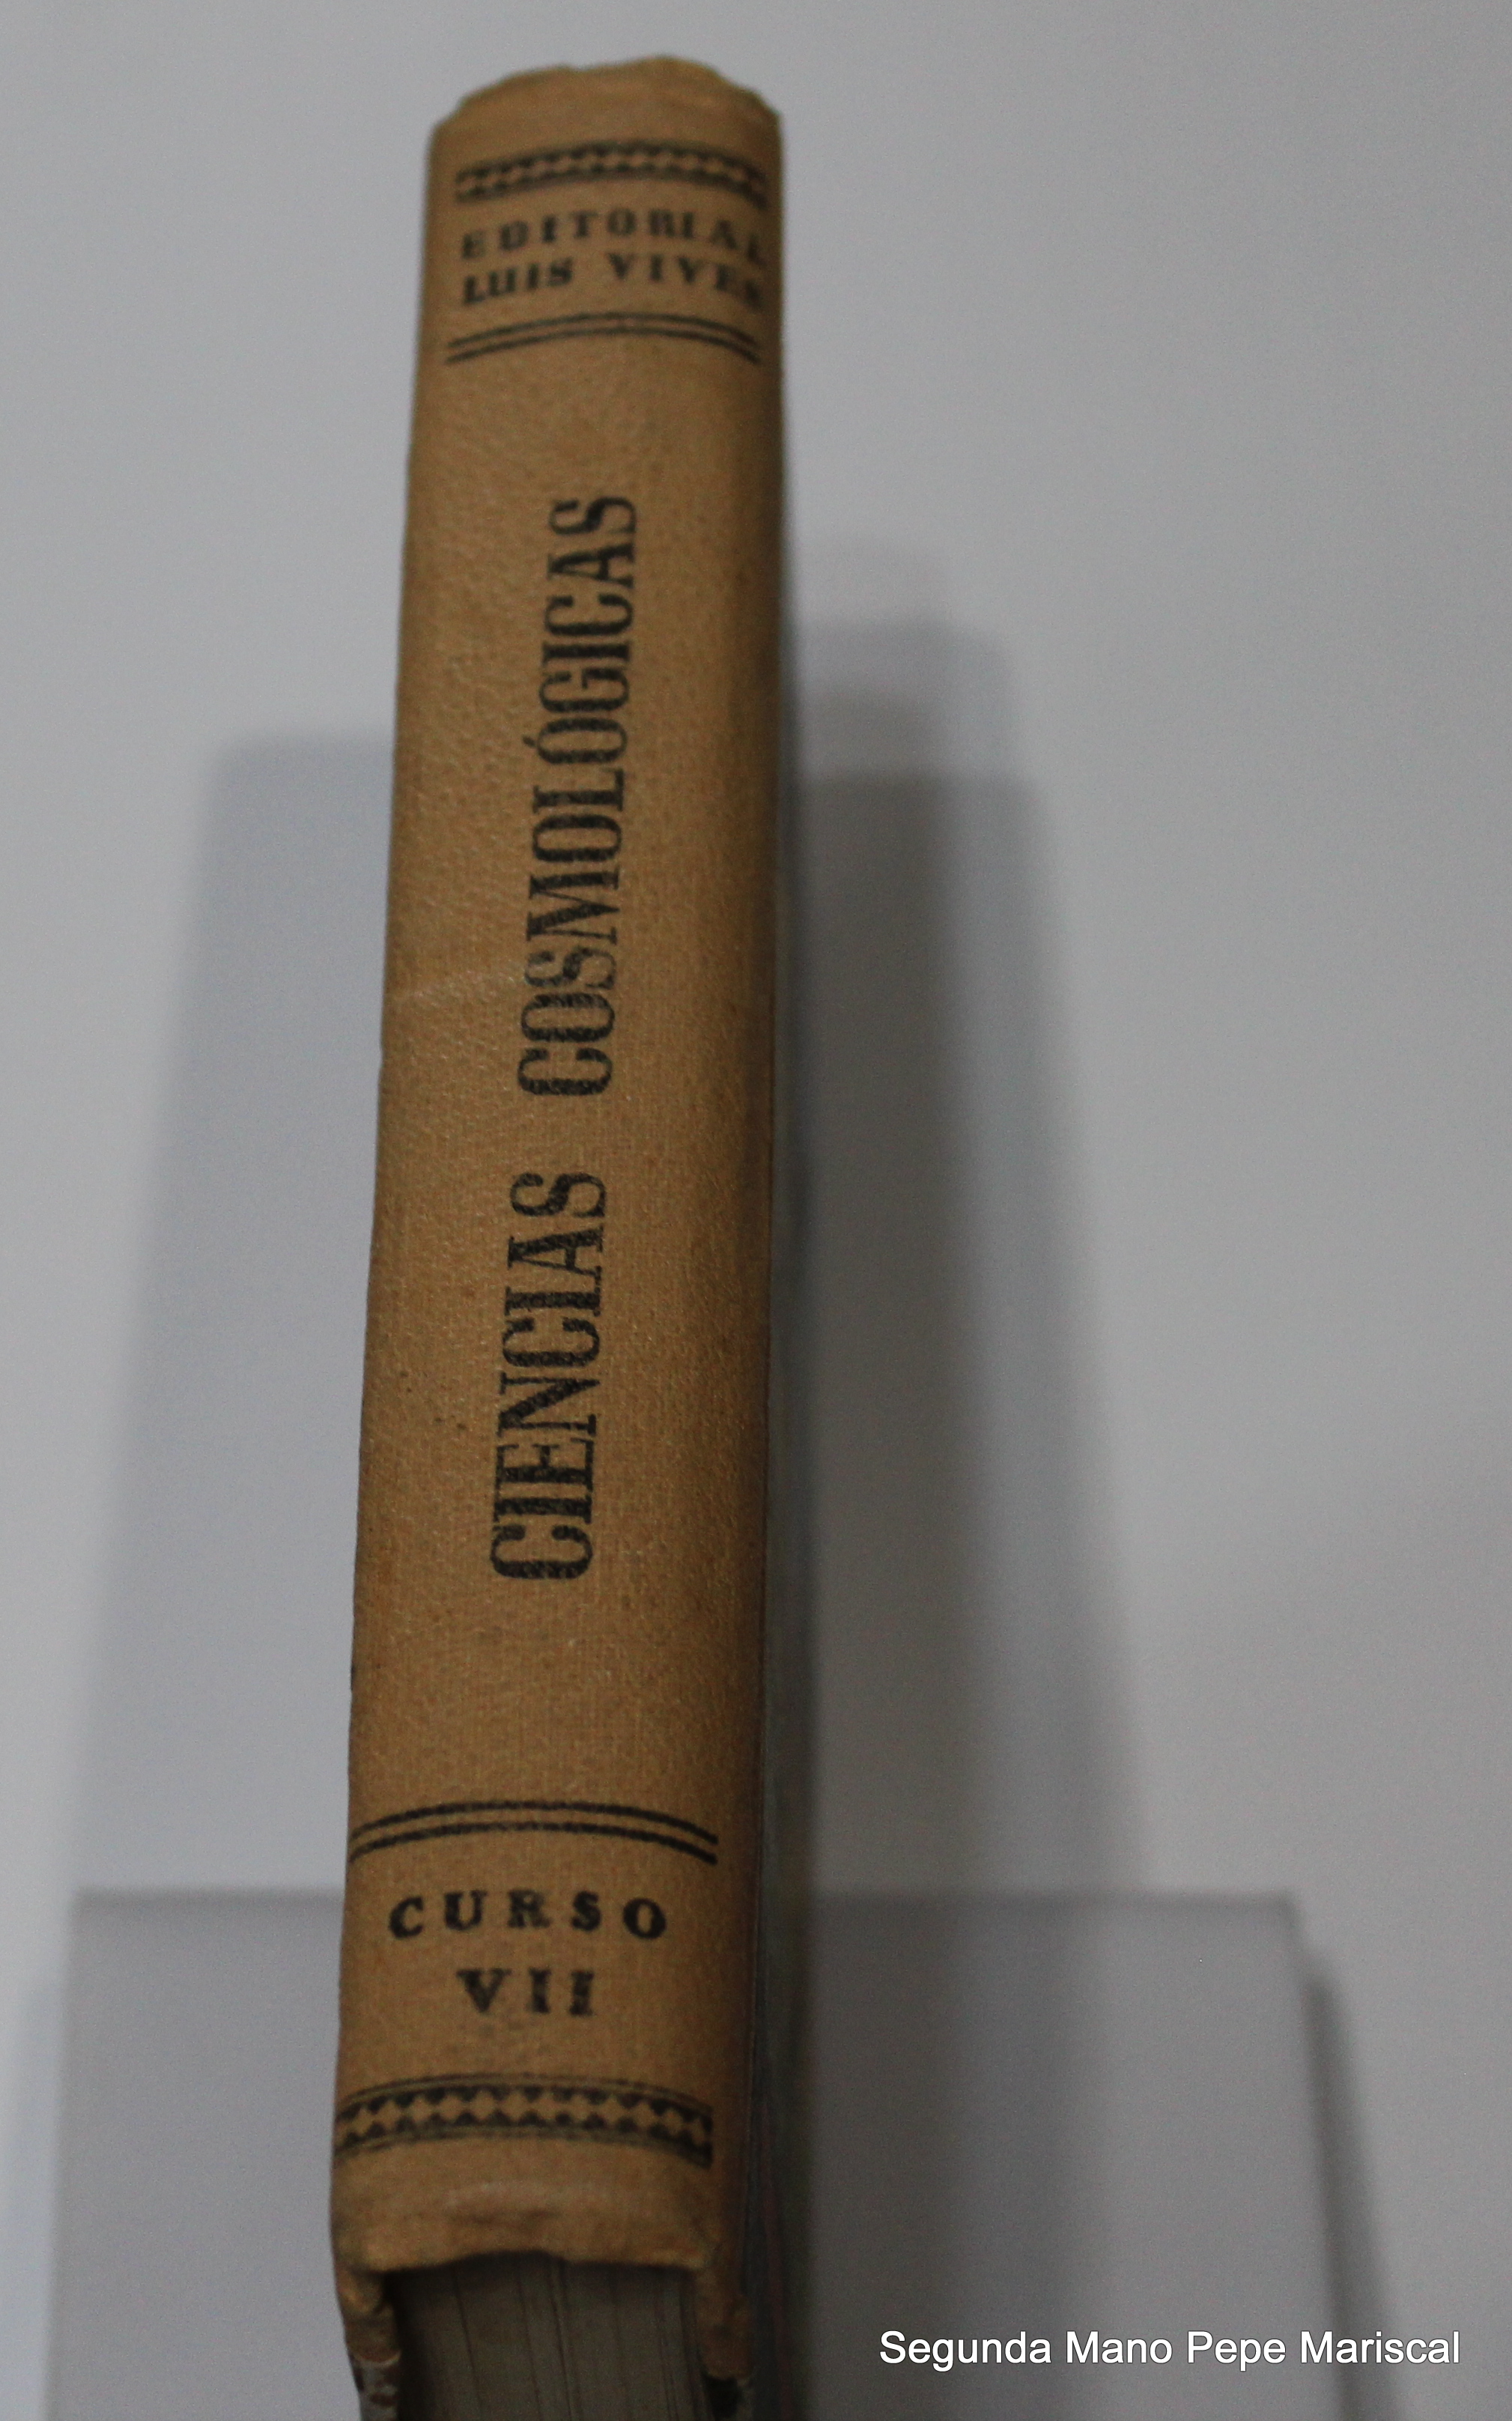 EDITORIAL
LUIS VIVES
CIENCIAS COSMOLÓGICAS
CURSO
VII
Segunda Mano Pepe Mariscal